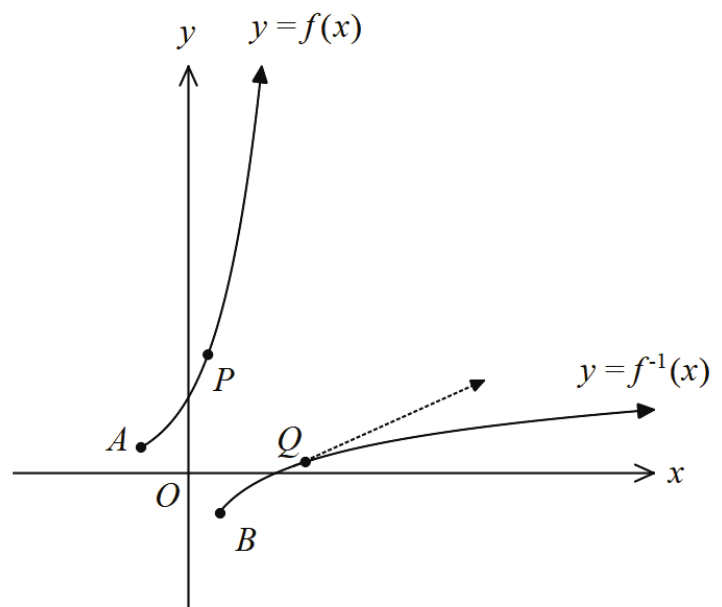 y
y = f(x)
P
y = f⁻¹(x)
A
Q
x
O
B